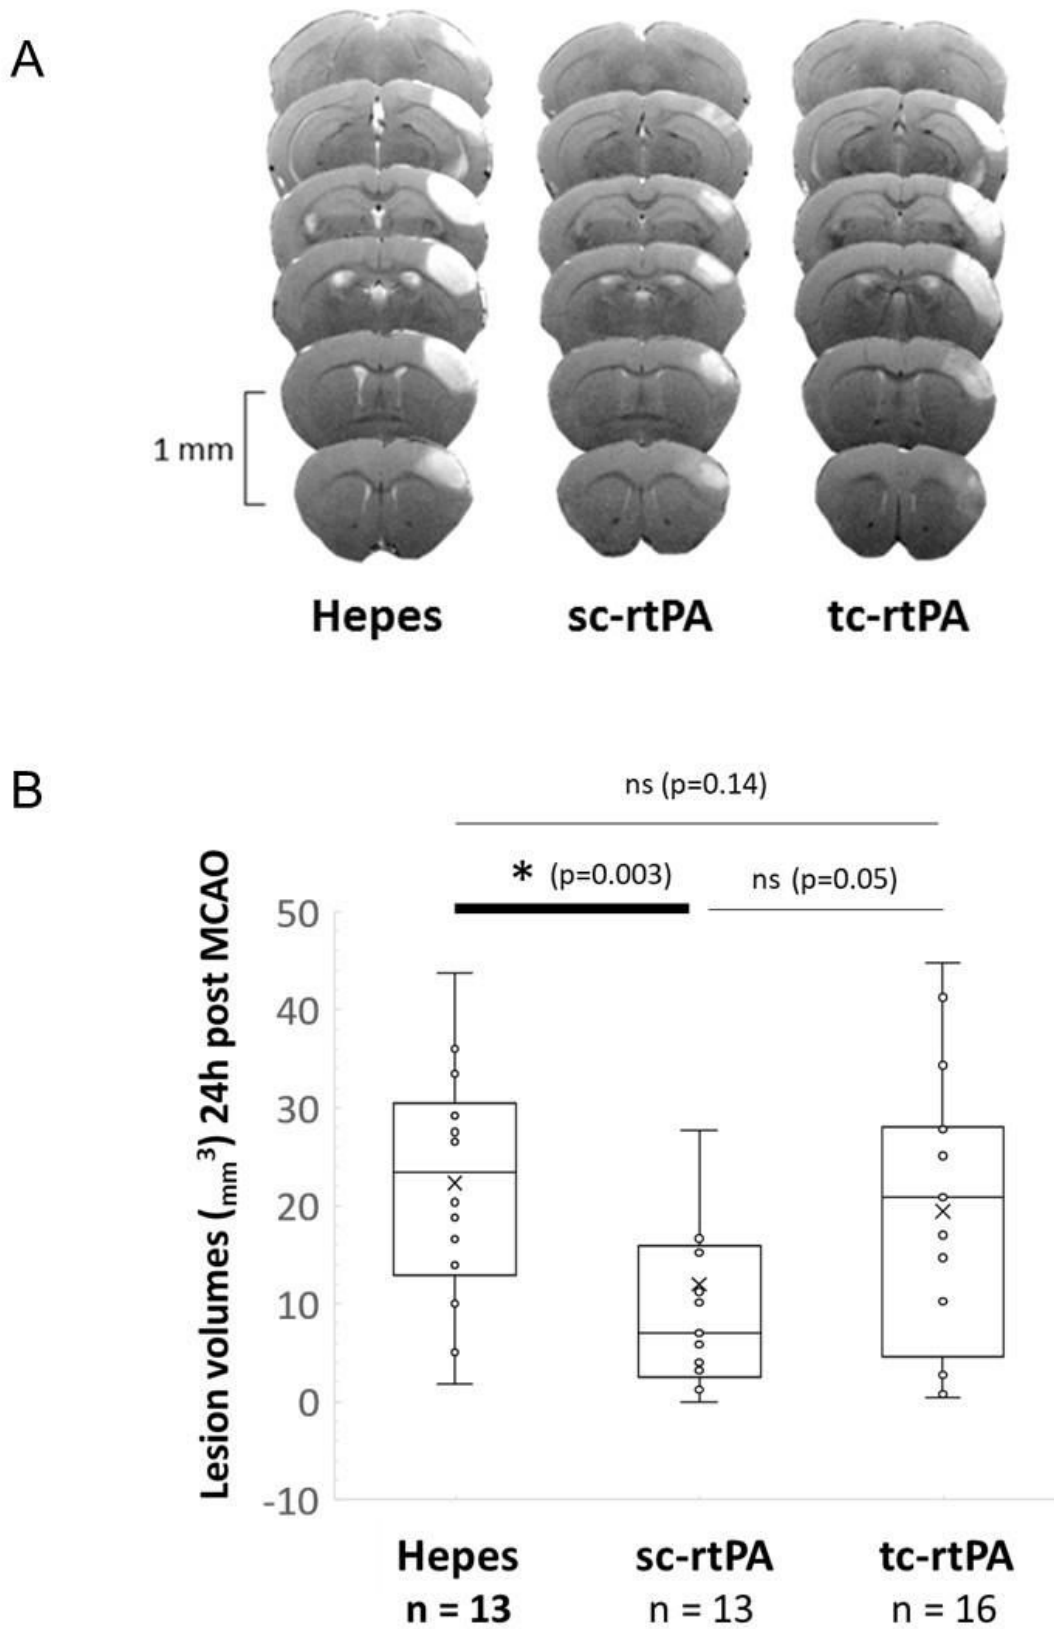 A
1 mm
Hepes sc-rtPA tc-rtPA
B
ns (p=0.14)
* (p=0.003) ns (p=0.05)
Lesion volumes (mm³) 24h post MCAO
50
40
30
20
10
0
-10
Hepes sc-rtPA tc-rtPA
n = 13 n = 13 n = 16